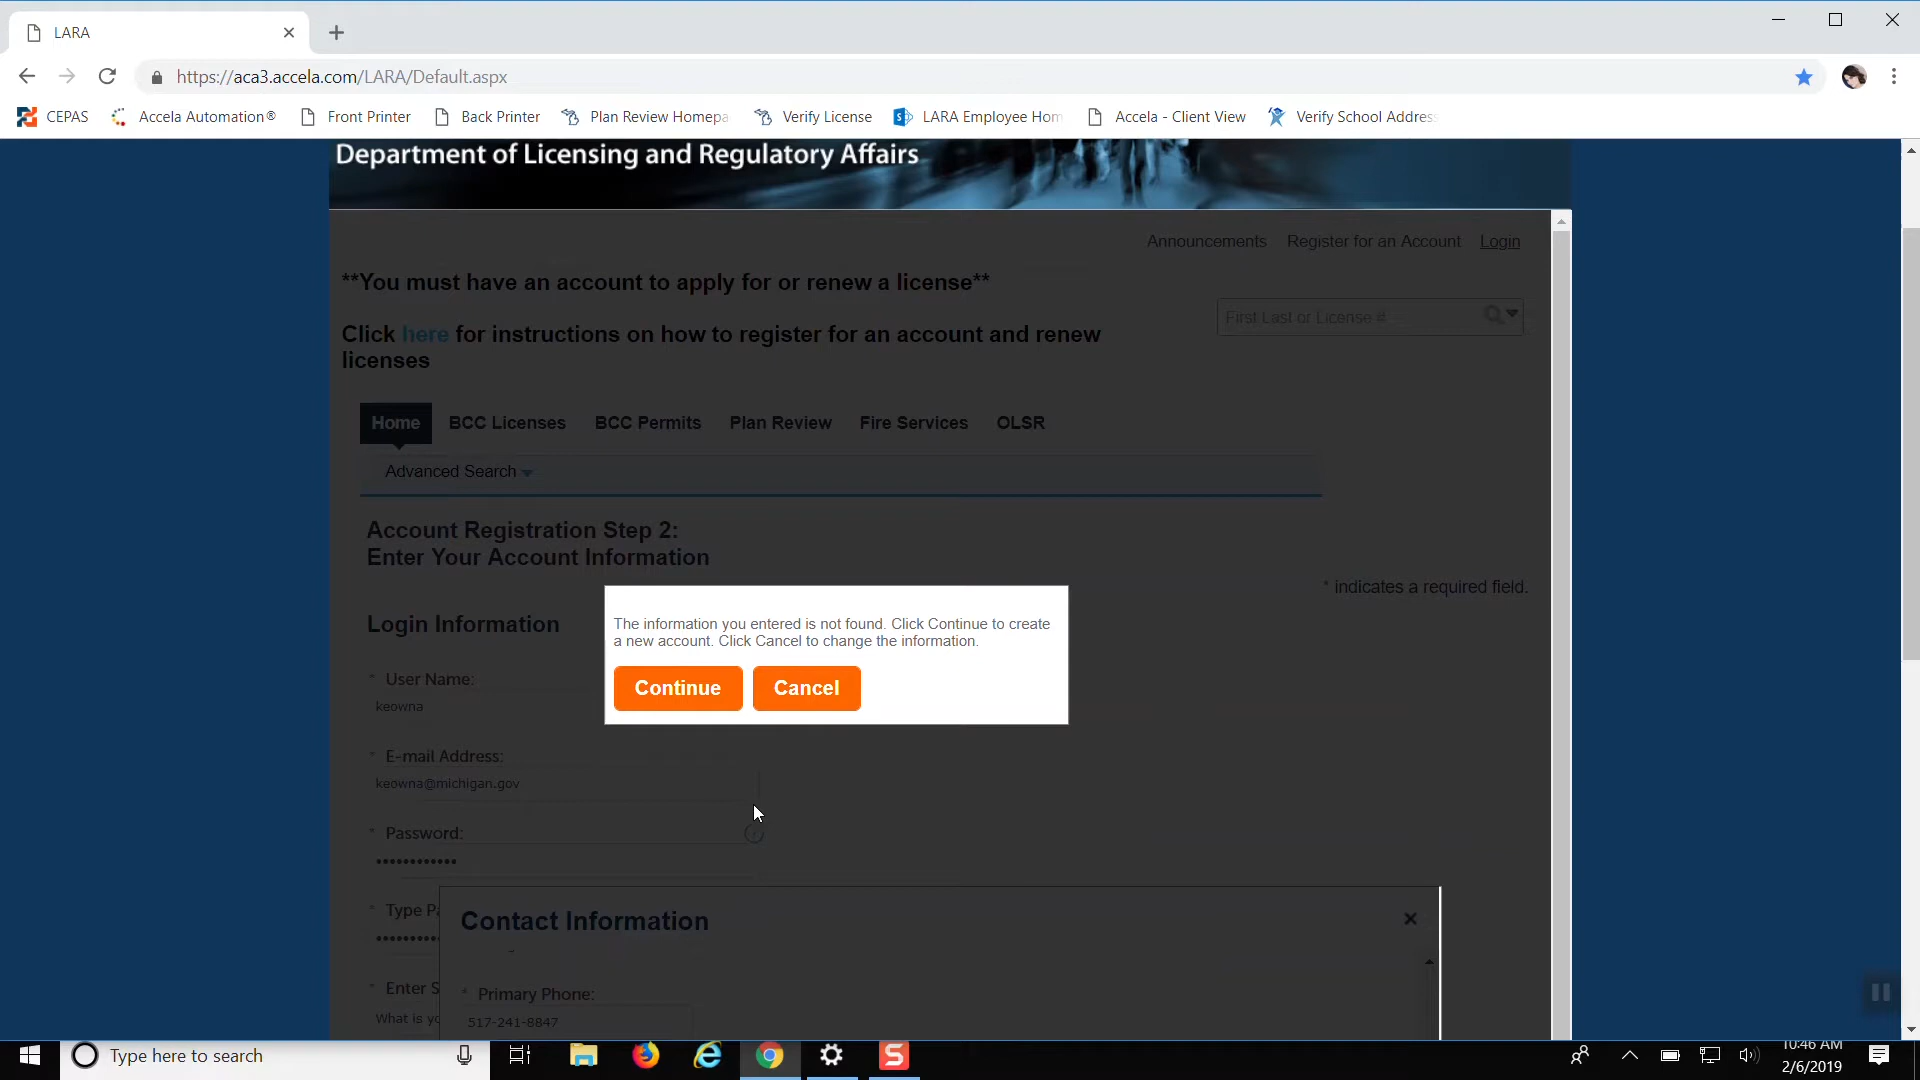 LARA
https://aca3.accela.com/LARA/Default.aspx
CEPAS
Accela Automation®
Front Printer
Back Printer
Plan Review Homepa
Verify License
LARA Employee Hom
Accela - Client View
Verify School Address
Department of Licensing and Regulatory Affairs
Announcements Register for an Account Login
**You must have an account to apply for or renew a license**
First Last or License #
Click here for instructions on how to register for an account and renew
licenses
Home BCC Licenses BCC Permits Plan Review Fire Services OLSR
Advanced Search
Account Registration Step 2:
Enter Your Account Information
* indicates a required field.
Login Information
The information you entered is not found. Click Continue to create
a new account. Click Cancel to change the information.
Continue Cancel
* User Name:
keowna
* E-mail Address:
keowna@michigan.gov
* Password:
* Type Pa
Contact Information
* Enter S
What is yo
* Primary Phone:
517-241-8847
Type here to search
10:46 AM
2/6/2019